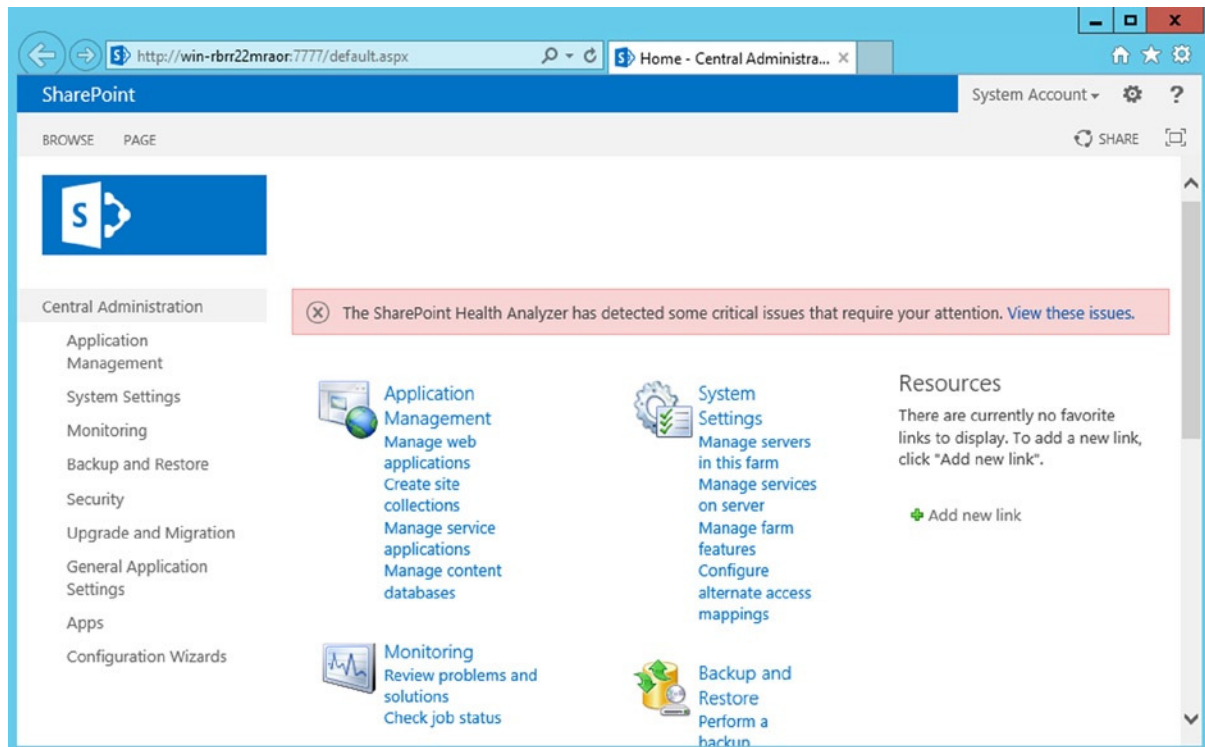 http://win-rbrr22mraor:7777/default.aspx
Home - Central Administra...
SharePoint
System Account
?
BROWSE PAGE
SHARE
S
Central Administration
Application
Management
System Settings
Monitoring
Backup and Restore
Security
Upgrade and Migration
General Application
Settings
Apps
Configuration Wizards
The SharePoint Health Analyzer has detected some critical issues that require your attention. View these issues.
Application
Management
Manage web
applications
Create site
collections
Manage service
applications
Manage content
databases
System
Settings
Manage servers
in this farm
Manage services
on server
Manage farm
features
Configure
alternate access
mappings
Resources
There are currently no favorite
links to display. To add a new link,
click "Add new link".
Add new link
Monitoring
Review problems and
solutions
Check job status
Backup and
Restore
Perform a
backup